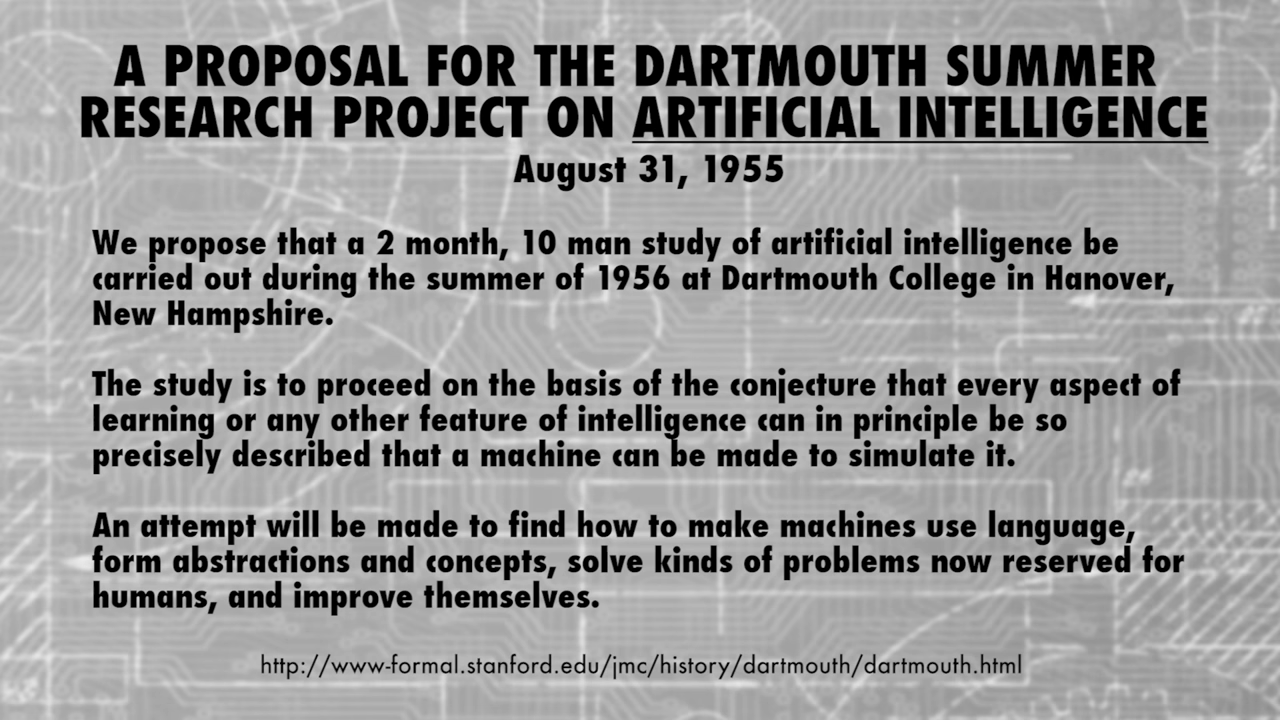 A PROPOSAL FOR THE DARTMOUTH SUMMER
RESEARCH PROJECT ON ARTIFICIAL INTELLIGENCE
August 31, 1955
We propose that a 2 month, 10 man study of artificial intelligence be
carried out during the summer of 1956 at Dartmouth College in Hanover,
New Hampshire.
The study is to proceed on the basis of the conjecture that every aspect of
learning or any other feature of intelligence can in principle be so
precisely described that a machine can be made to simulate it.
An attempt will be made to find how to make machines use language,
form abstractions and concepts, solve kinds of problems now reserved for
humans, and improve themselves.
http://www-formal.stanford.edu/jmc/history/dartmouth/dartmouth.html